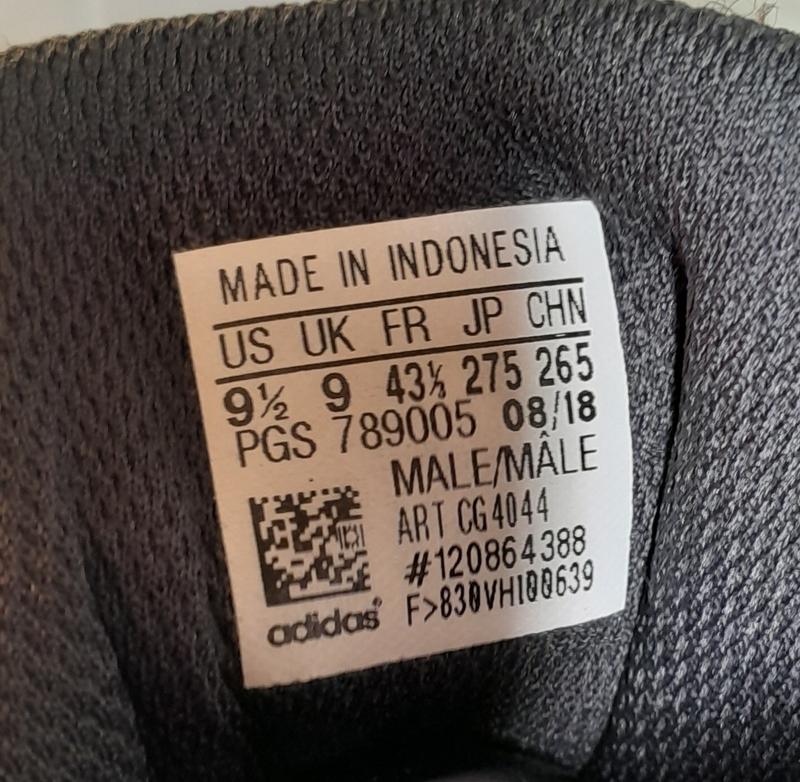 MADE IN INDONESIA
US UK FR JP CHN
9½ 9 43⅓ 275 265
PGS 789005 08/18
MALE/MÂLE
ART CG4044
#120864388
F>830VHI00639
adidas